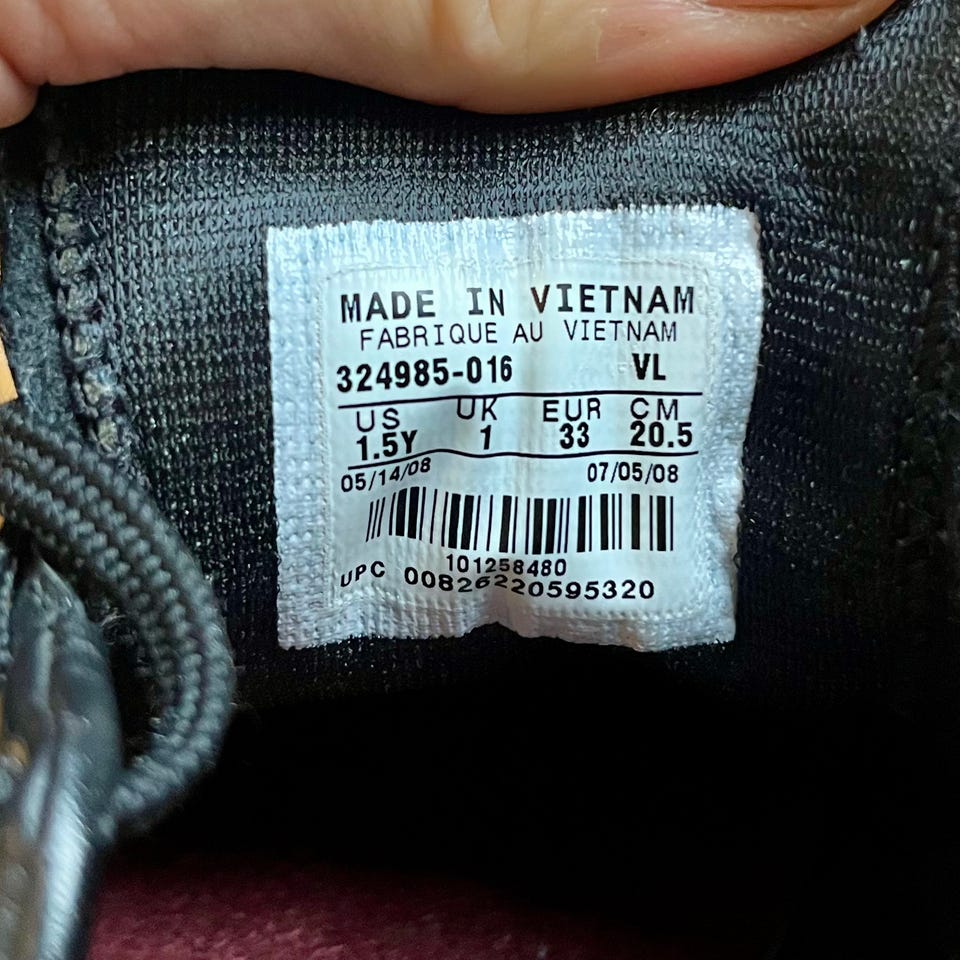 MADE IN VIETNAM
FABRIQUE AU VIETNAM
324985-016 VL
US UK EUR CM
1.5Y 1 33 20.5
05/14/08 07/05/08
101258480
UPC 00826220595320